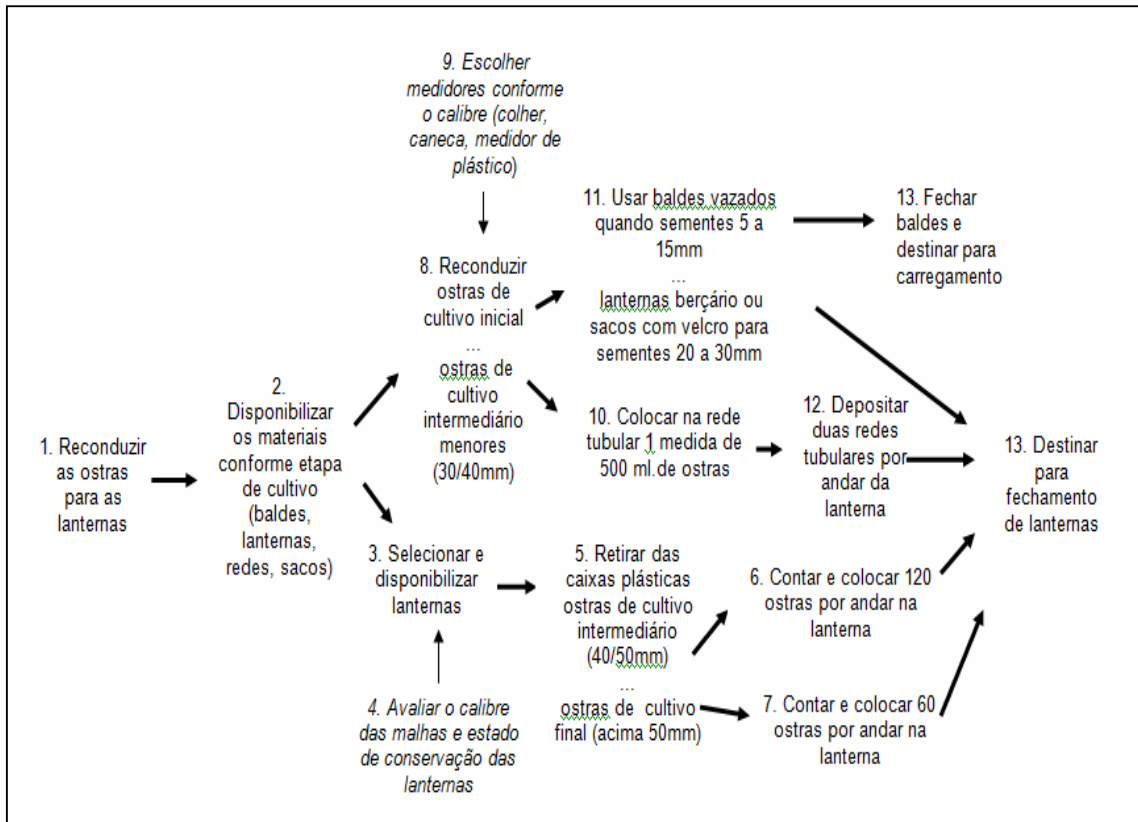 9. Escolher
medidores conforme
o calibre (colher,
caneca, medidor de
plástico)
11. Usar baldes vazados
quando sementes 5 a
15mm
...
lanternas berçário ou
sacos com velcro para
sementes 20 a 30mm
13. Fechar
baldes e
destinar para
carregamento
8. Reconduzir
ostras de
cultivo inicial
...
ostras de
cultivo
intermediário
menores
(30/40mm)
10. Colocar na rede
tubular 1 medida de
500 ml.de ostras
12. Depositar
duas redes
tubulares por
andar da
lanterna
13. Destinar
para
fechamento
de lanternas
1. Reconduzir
as ostras
para as
lanternas
2.
Disponibilizar
os materiais
conforme etapa
de cultivo
(baldes,
lanternas,
redes, sacos)
3. Selecionar e
disponibilizar
lanternas
5. Retirar das
caixas plásticas
ostras de cultivo
intermediário
(40/50mm)
...
ostras de cultivo
final (acima 50mm)
6. Contar e colocar 120
ostras por andar na
lanterna
7. Contar e colocar 60
ostras por andar na
lanterna
4. Avaliar o calibre
das malhas e estado
de conservação das
lanternas